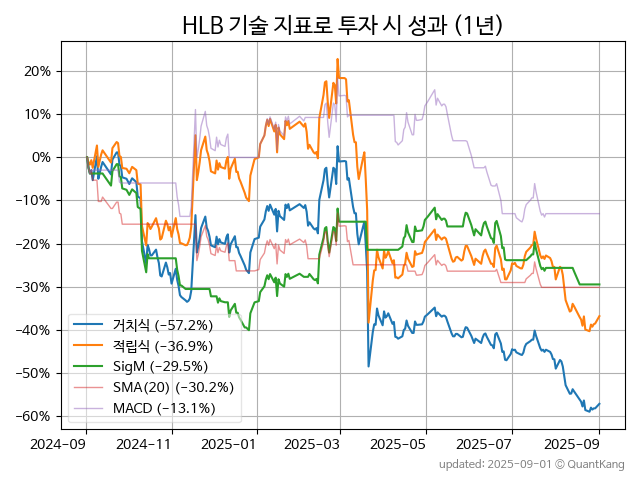 HLB 기술 지표로 투자 시 성과 (1년)
20%
10%
0%
−10%
−20%
−30%
−40%
−50%
−60%
거치식 (−57.2%)
적립식 (−36.9%)
SigM (−29.5%)
SMA(20) (−30.2%)
MACD (−13.1%)
2024-09 2024-11 2025-01 2025-03 2025-05 2025-07 2025-09
updated: 2025-09-01 © QuantKang